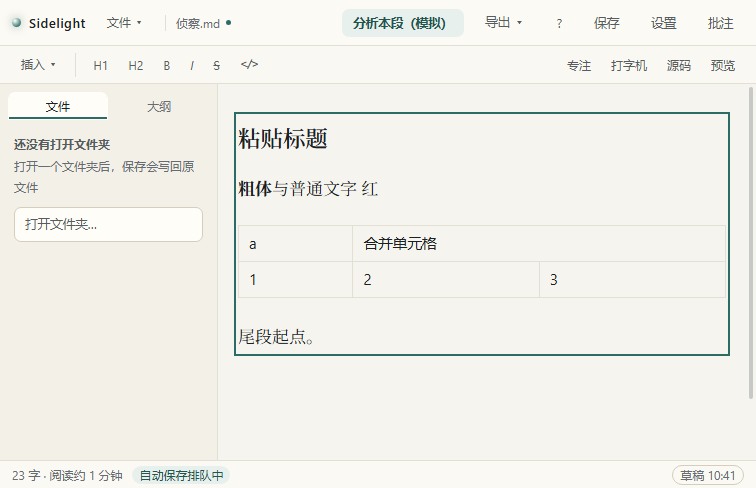 Sidelight 文件 侦察.md 分析本段（模拟） 导出 ? 保存 设置 批注
插入 H1 H2 B I S </> 专注 打字机 源码 预览
文件 大纲
还没有打开文件夹
打开一个文件夹后，保存会写回原
文件
打开文件夹...
粘贴标题
粗体与普通文字 红
a 合并单元格
1 2 3
尾段起点。
23 字 · 阅读约 1 分钟 自动保存排队中 草稿 10:41